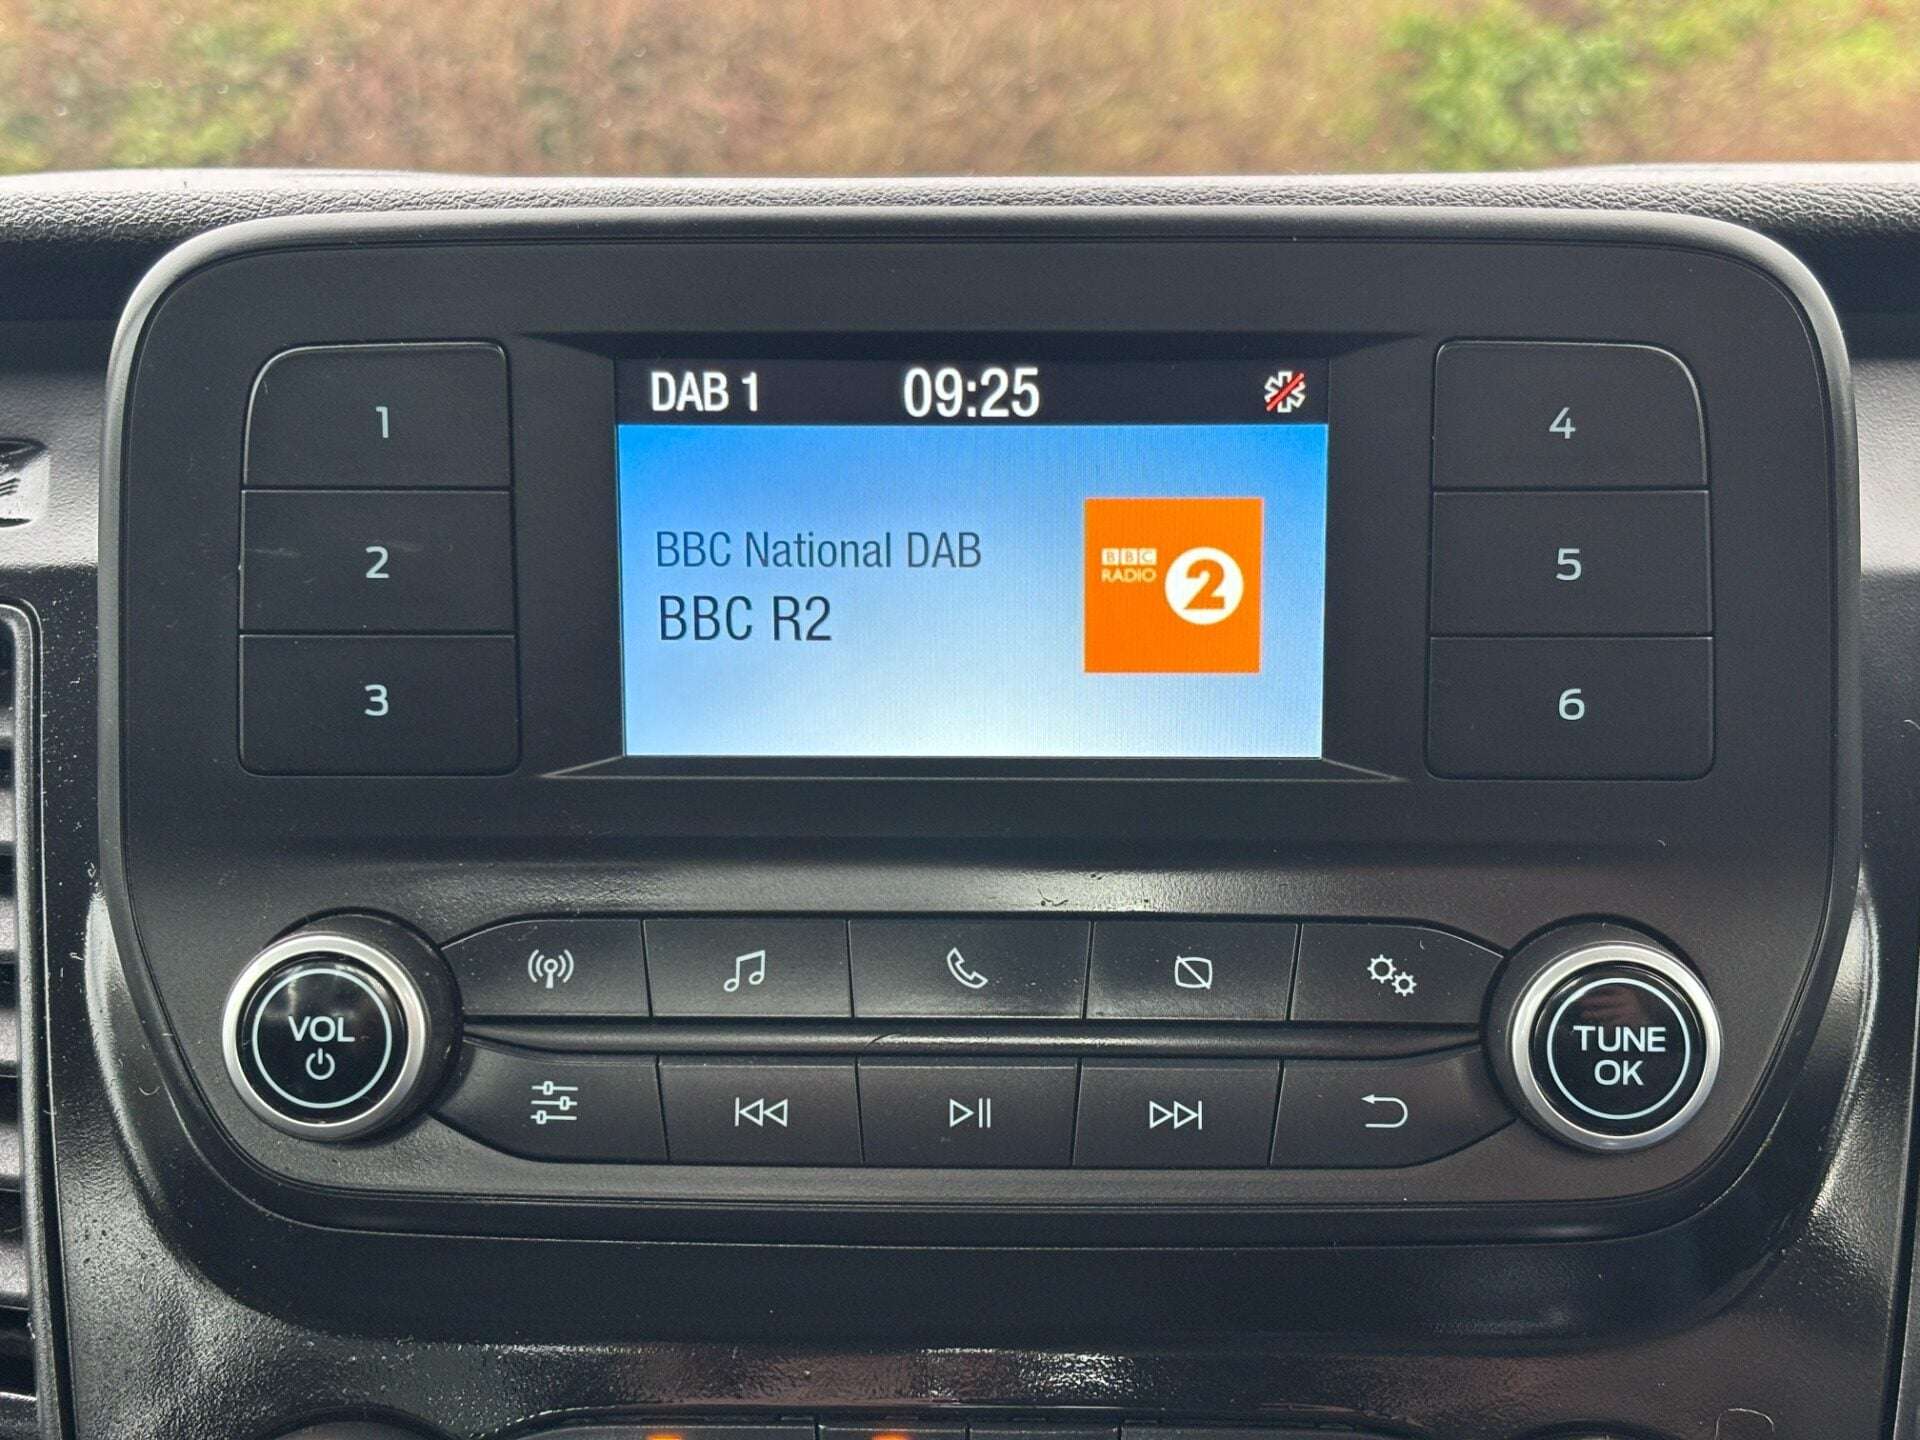 DAB 1 09:25
BBC National DAB
BBC R2
BBC
RADIO 2
1
2
3
4
5
6
VOL
TUNE
OK